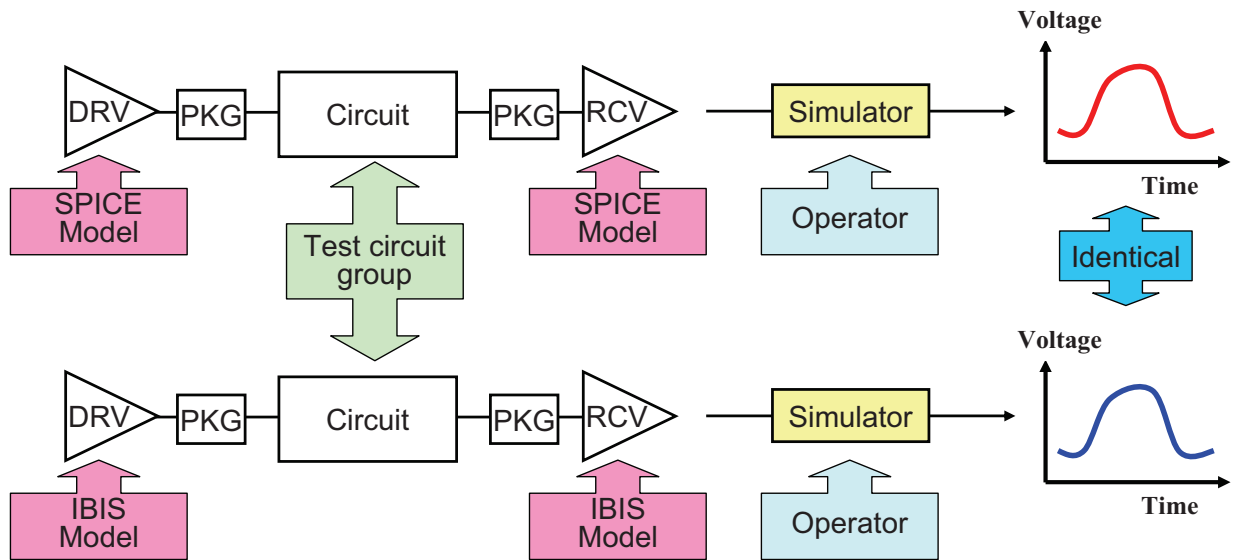 Voltage
DRV
PKG
Circuit
PKG
RCV
Simulator
SPICE
Model
SPICE
Model
Operator
Time
Test circuit
group
Identical
Voltage
DRV
PKG
Circuit
PKG
RCV
Simulator
IBIS
Model
IBIS
Model
Operator
Time